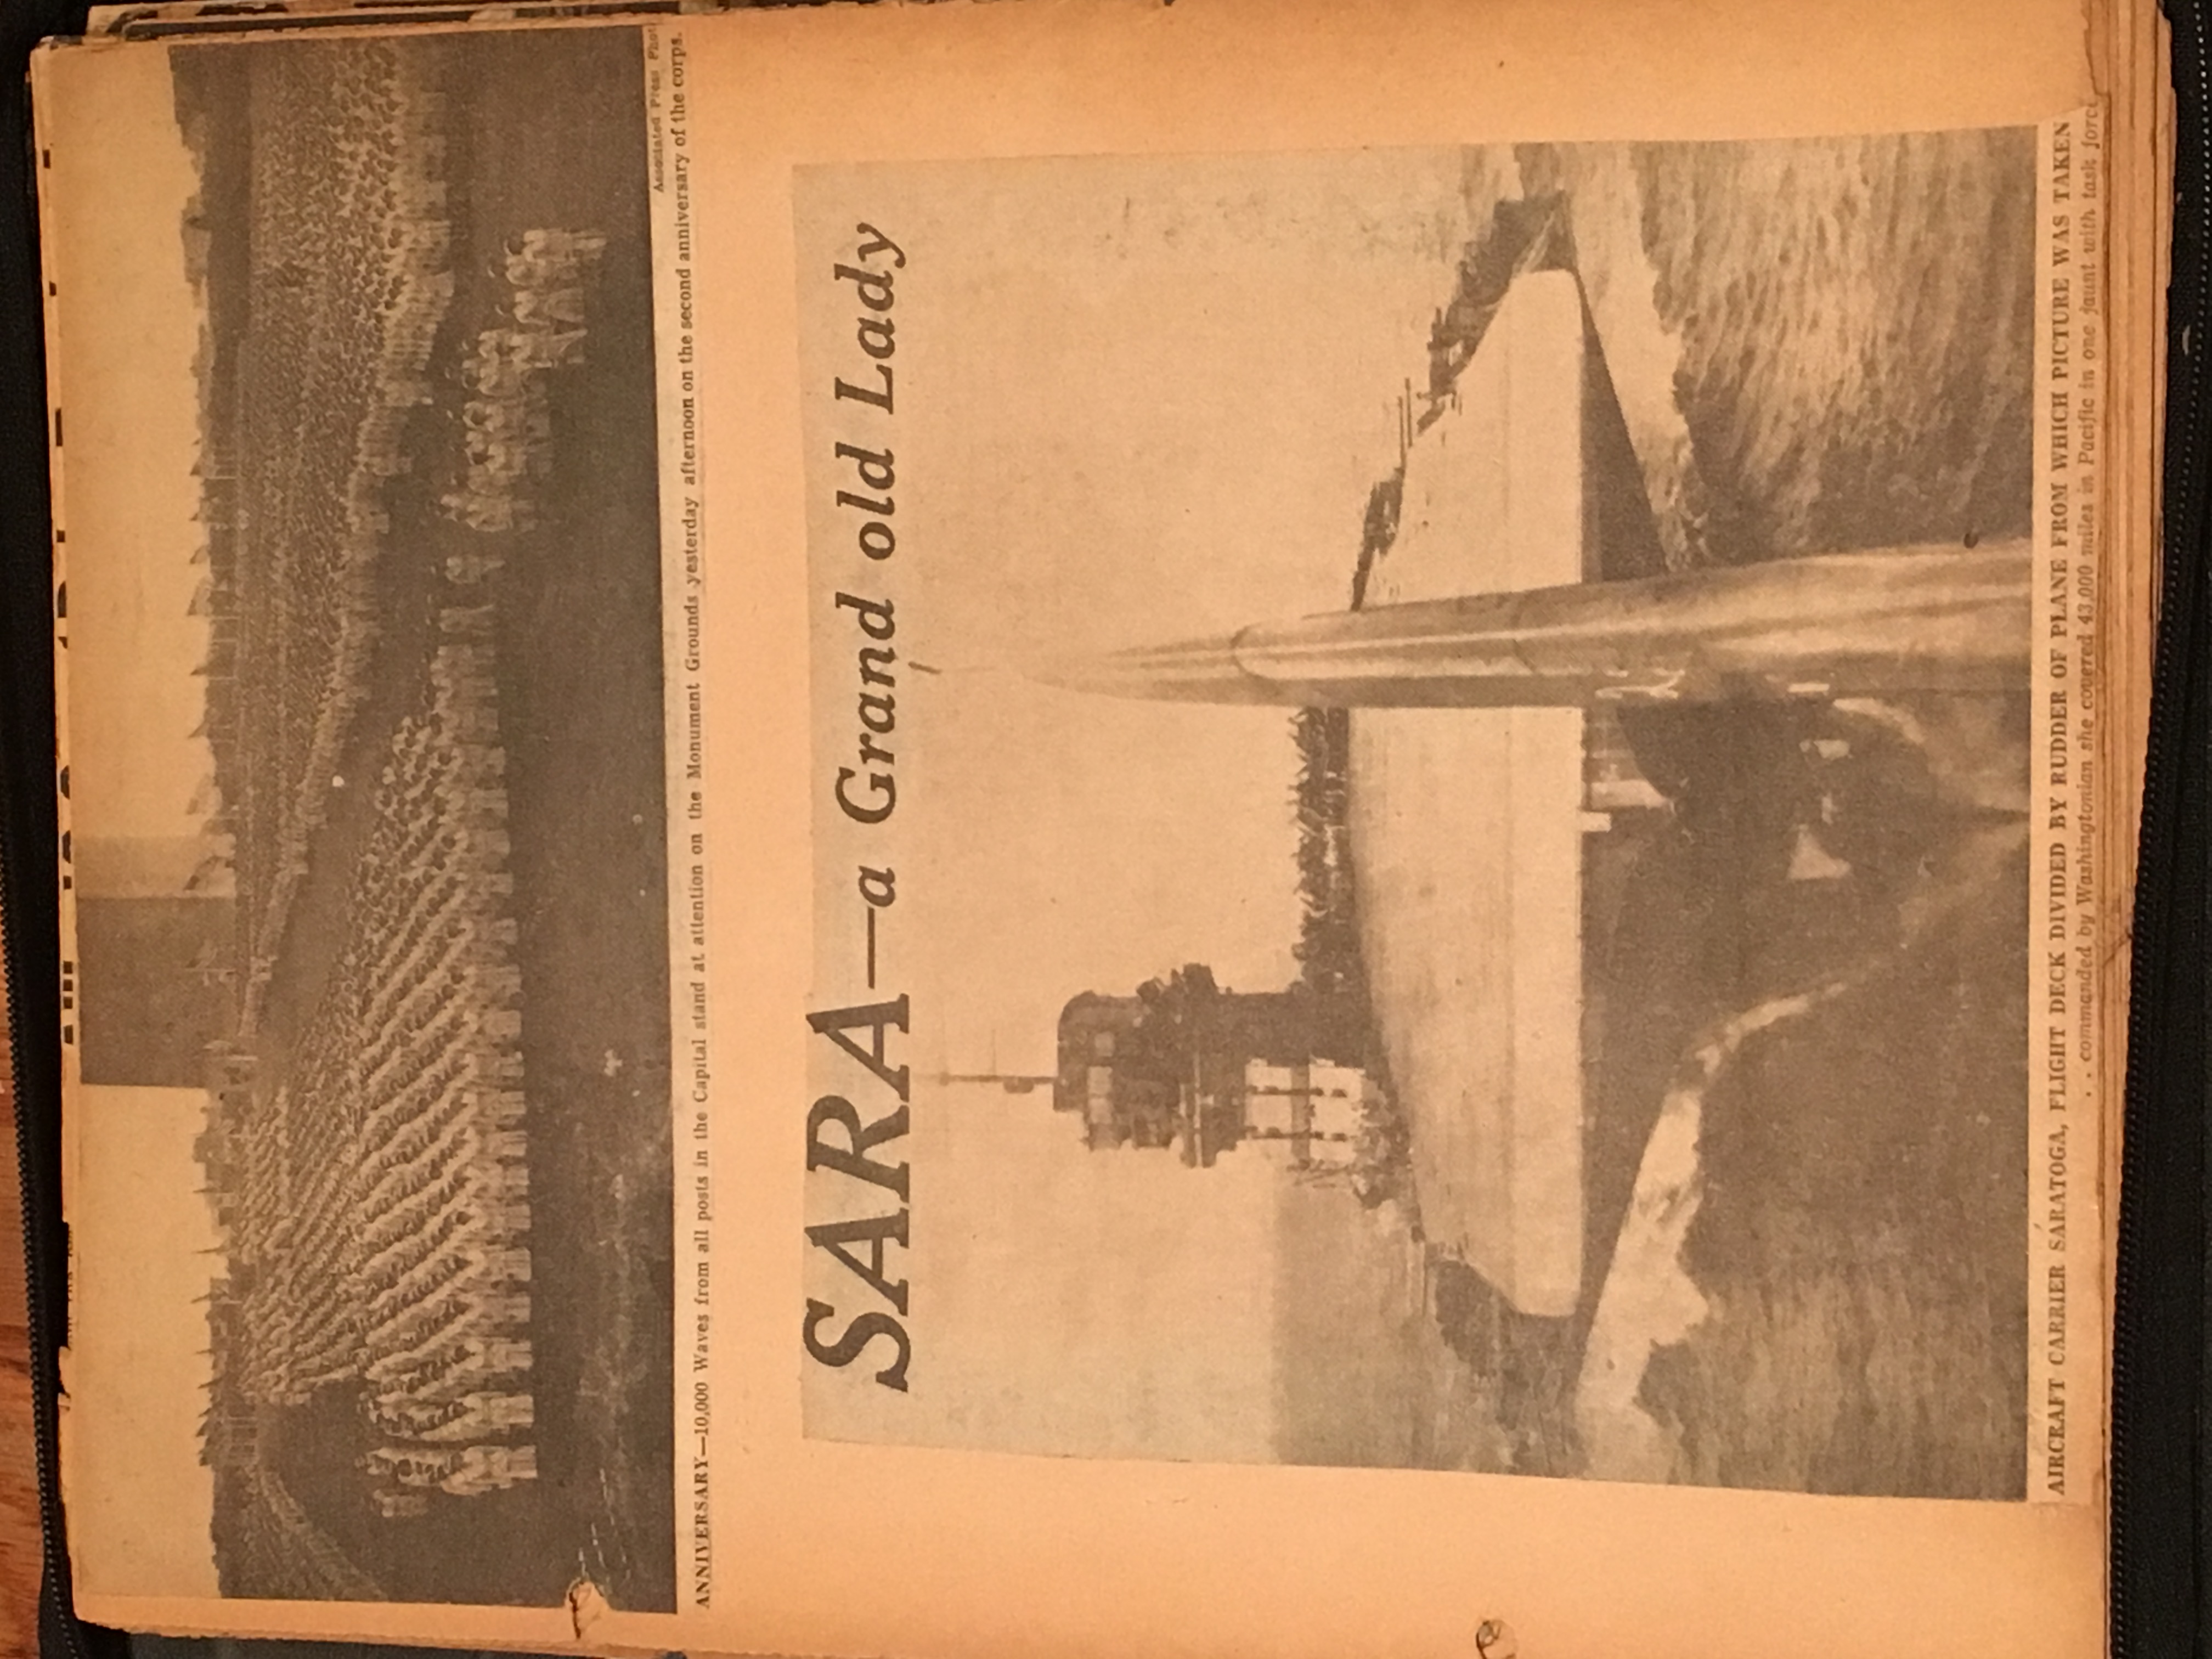 Associated Press Phot
ANNIVERSARY—10,000 Waves from all posts in the Capital stand at attention on the Monument Grounds yesterday afternoon on the second anniversary of the corps.
SARA—a Grand old Lady
AIRCRAFT CARRIER SARATOGA, FLIGHT DECK DIVIDED BY RUDDER OF PLANE FROM WHICH PICTURE WAS TAKEN
. . commanded by Washingtonian she covered 43,000 miles in Pacific in one jaunt with task force